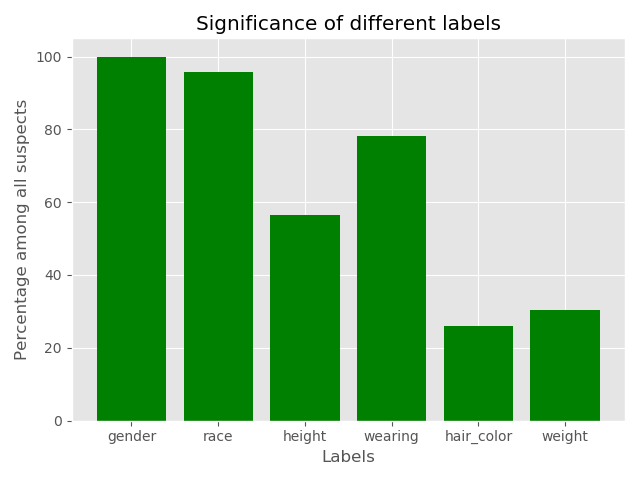 Significance of different labels
Percentage among all suspects
100
80
60
40
20
0
gender race height wearing hair_color weight
Labels